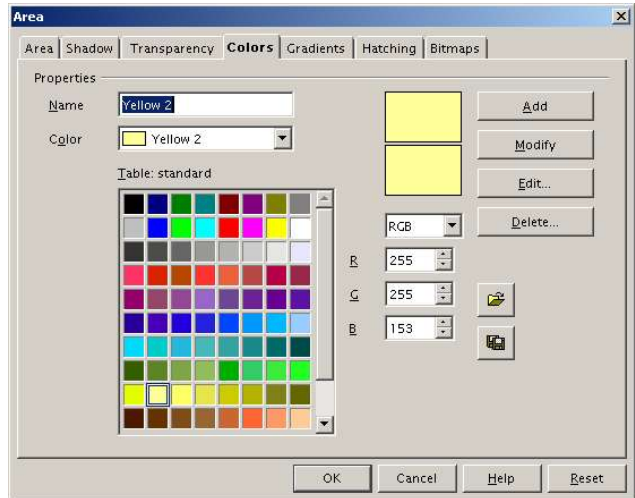 Area
Area Shadow Transparency Colors Gradients Hatching Bitmaps
Properties
Name Yellow 2 Add
Color Yellow 2 Modify
Table: standard Edit...
RGB Delete...
R 255
G 255
B 153
OK Cancel Help Reset